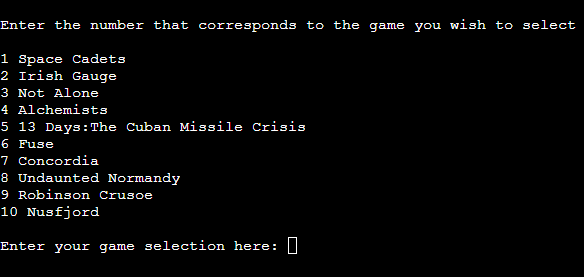 Enter the number that corresponds to the game you wish to select
1 Space Cadets
2 Irish Gauge
3 Not Alone
4 Alchemists
5 13 Days:The Cuban Missile Crisis
6 Fuse
7 Concordia
8 Undaunted Normandy
9 Robinson Crusoe
10 Nusfjord
Enter your game selection here: